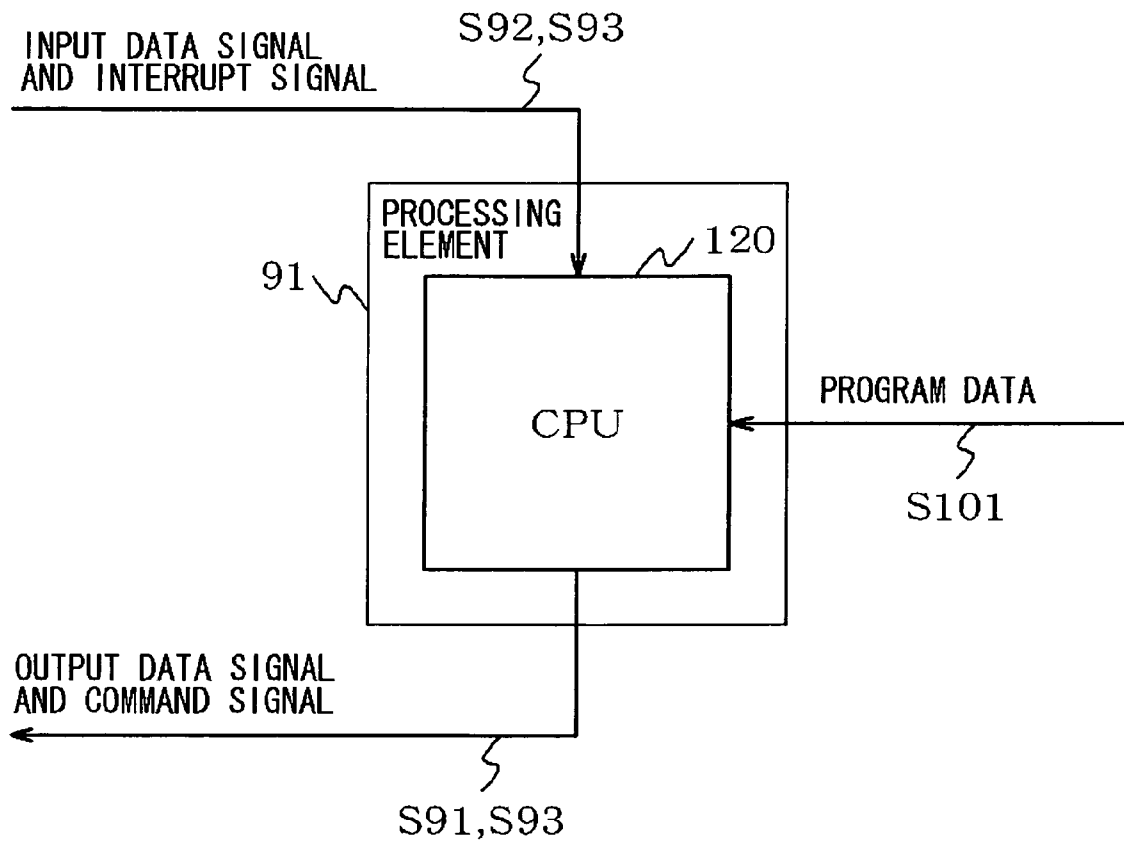 S92,S93
INPUT DATA SIGNAL
AND INTERRUPT SIGNAL
PROCESSING
ELEMENT
120
91
CPU
PROGRAM DATA
S101
OUTPUT DATA SIGNAL
AND COMMAND SIGNAL
S91,S93